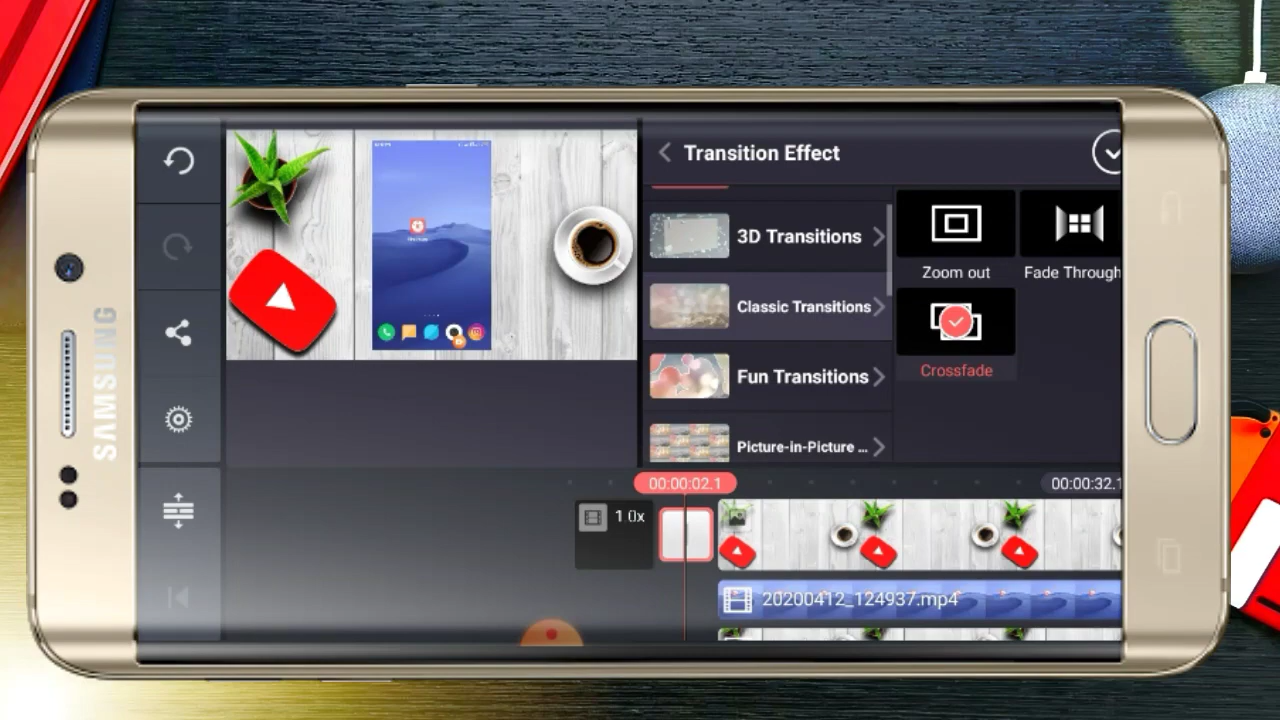 SAMSUNG
Transition Effect
3D Transitions
Classic Transitions
Fun Transitions
Picture-in-Picture ...
Zoom out
Fade Through
Crossfade
00:00:02.1
00:00:32.1
1.0x
20200412_124937.mp4